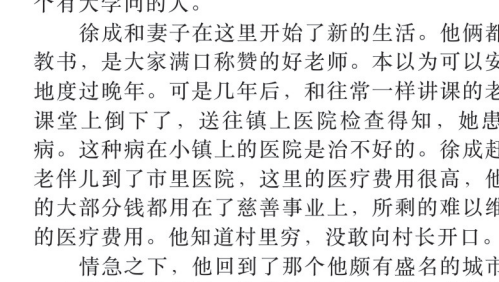 个有大学问的人。
徐成和妻子在这里开始了新的生活。他俩都
教书，是大家满口称赞的好老师。本以为可以安
地度过晚年。可是几年后，和往常一样讲课的老
课堂上倒下了，送往镇上医院检查得知，她患
病。这种病在小镇上的医院是治不好的。徐成赶
老伴儿到了市里医院，这里的医疗费用很高，他
的大部分钱都用在了慈善事业上，所剩的难以维
的医疗费用。他知道村里穷，没敢向村长开口。
情急之下，他回到了那个他颇有盛名的城市